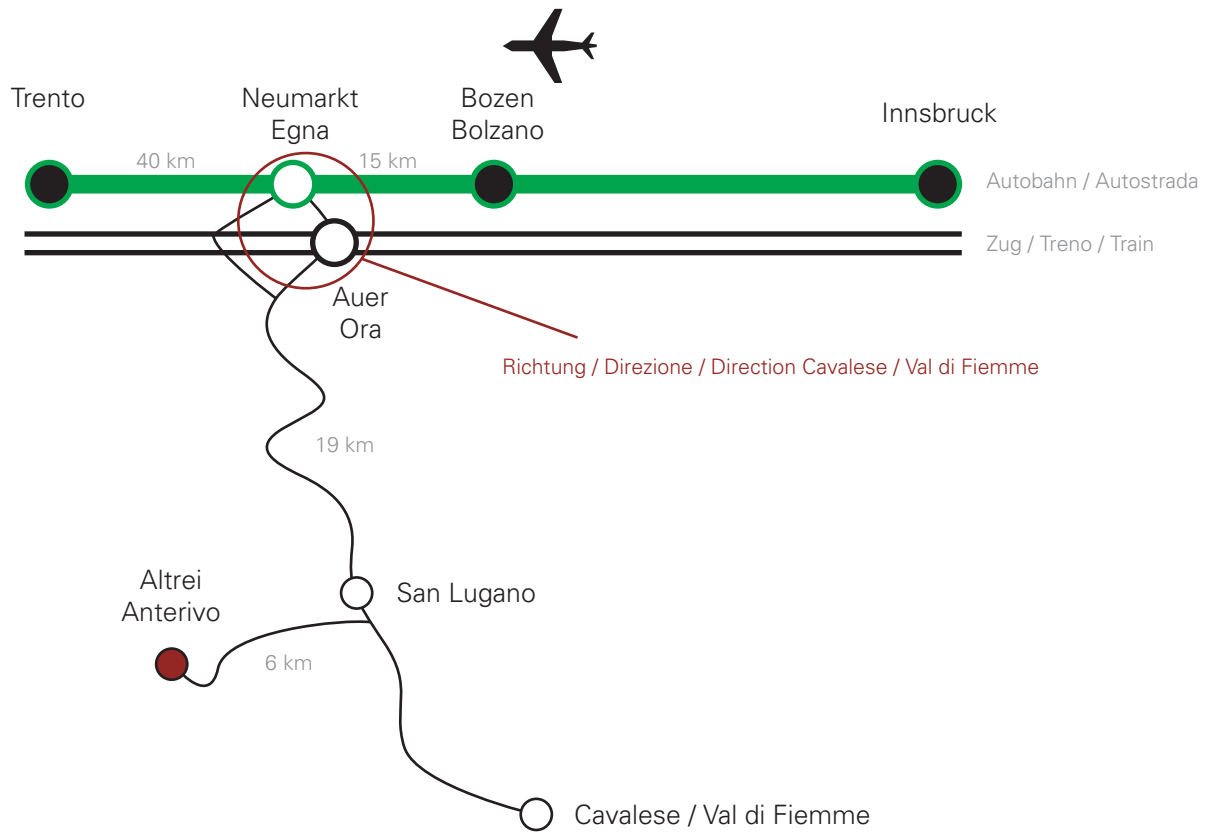 Trento
Neumarkt
Egna
Bozen
Bolzano
Innsbruck
40 km
15 km
Autobahn / Autostrada
Zug / Treno / Train
Auer
Ora
Richtung / Direzione / Direction Cavalese / Val di Fiemme
19 km
Altrei
Anterivo
San Lugano
6 km
Cavalese / Val di Fiemme